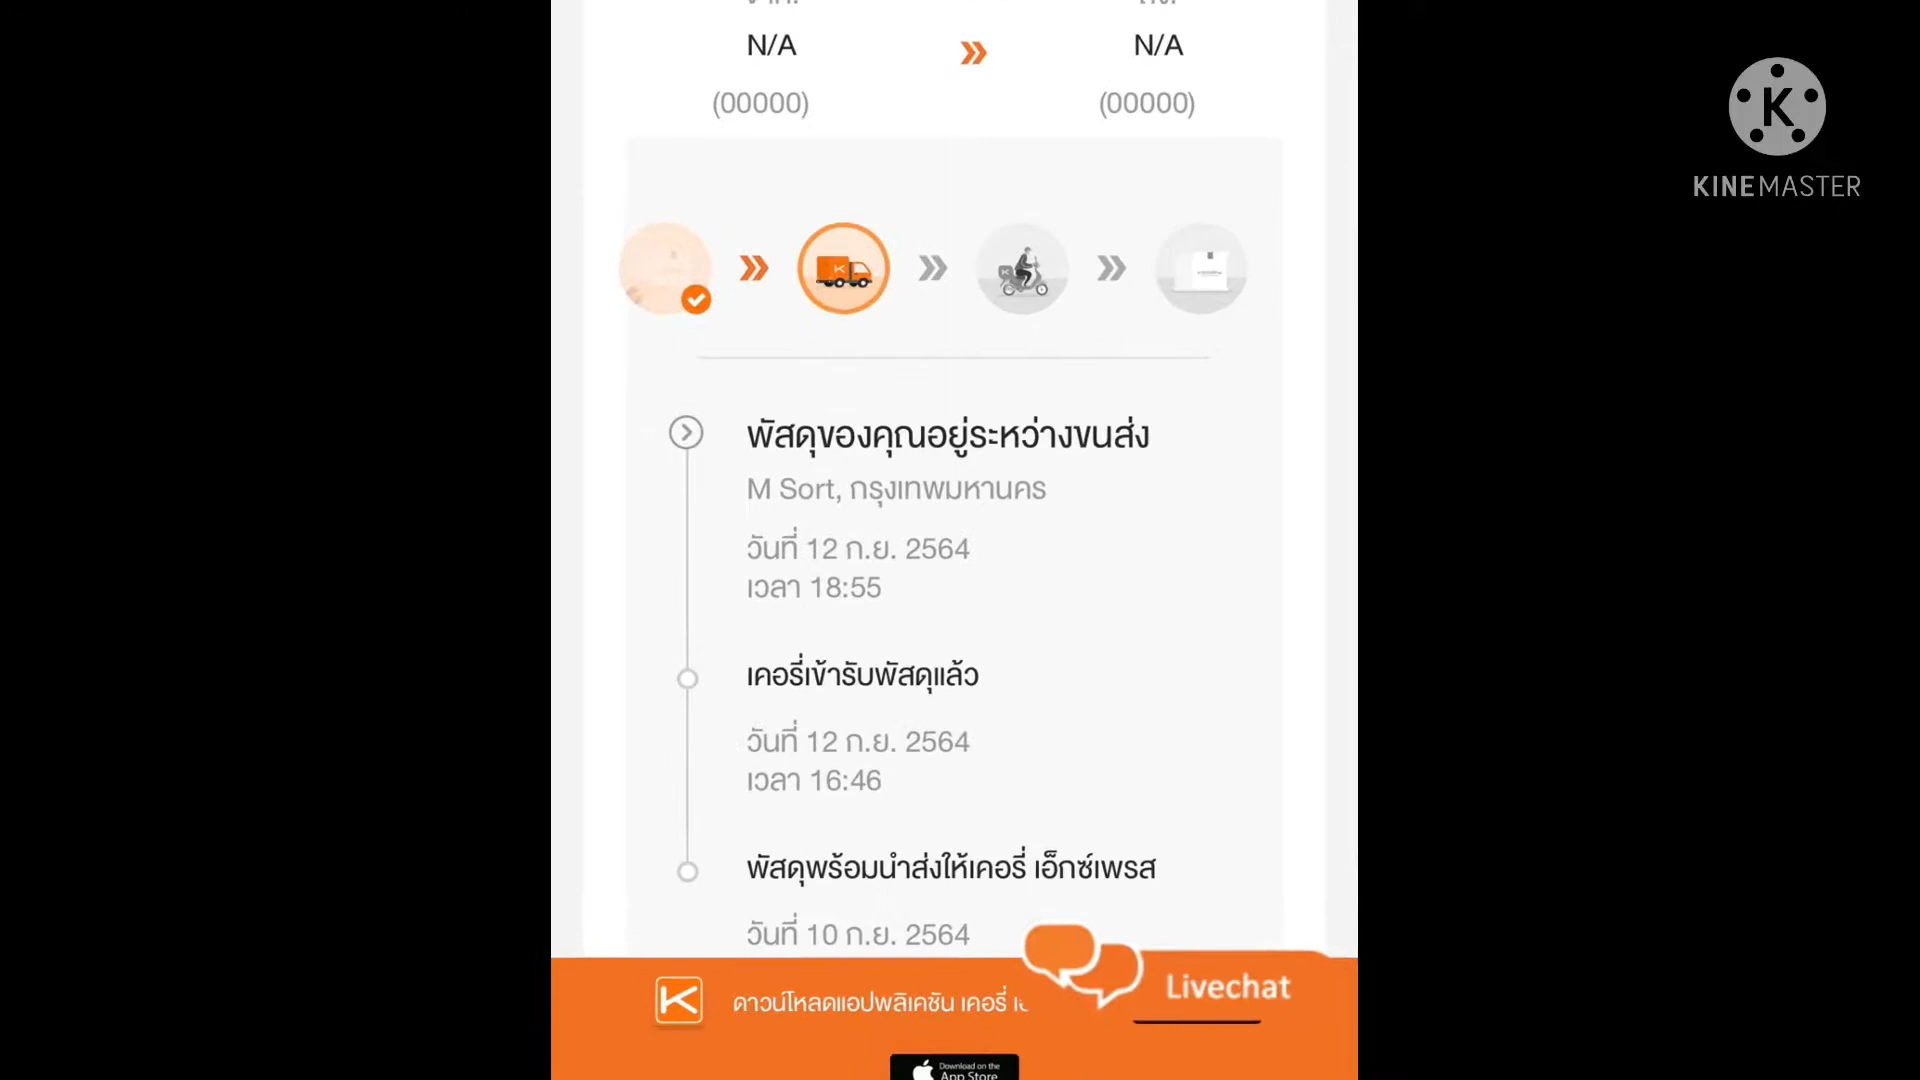 N/A
N/A
(00000)
(00000)
KINEMASTER
พัสดุของคุณอยู่ระหว่างขนส่ง
M Sort, กรุงเทพมหานคร
วันที่ 12 ก.ย. 2564
เวลา 18:55
เคอรี่เข้ารับพัสดุแล้ว
วันที่ 12 ก.ย. 2564
เวลา 16:46
พัสดุพร้อมนำส่งให้เคอรี่ เอ็กซ์เพรส
วันที่ 10 ก.ย. 2564
ดาวน์โหลดแอปพลิเคชัน เคอรี่
Livechat
Download on the
App Store